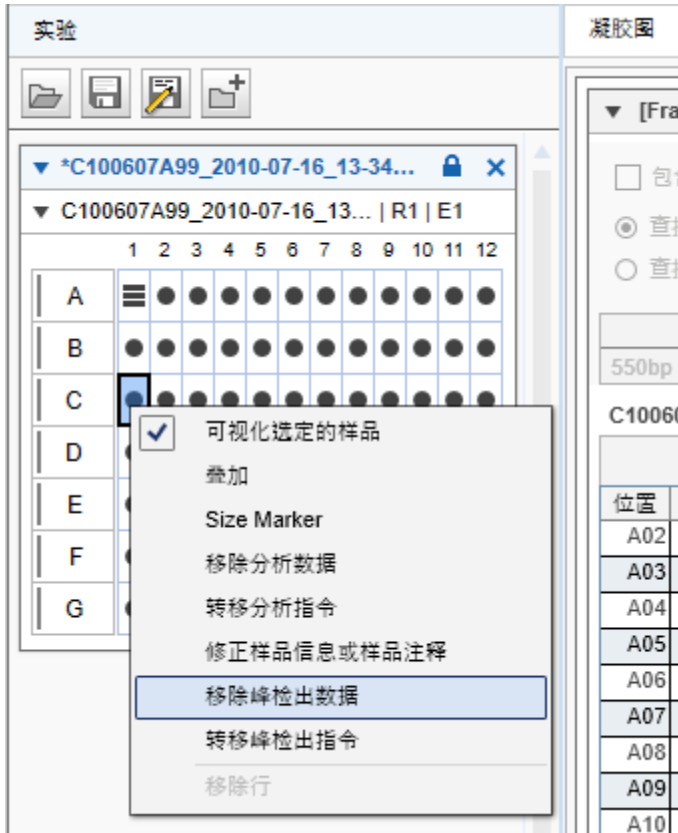 实验
凝胶图
▼ [Fra
▼ *C100607A99_2010-07-16_13-34...
▼ C100607A99_2010-07-16_13... | R1 | E1
1 2 3 4 5 6 7 8 9 10 11 12
A
B
C
D
E
F
G
可视化选定的样品
叠加
Size Marker
移除分析数据
转移分析指令
修正样品信息或样品注释
移除峰检出数据
转移峰检出指令
移除行
包
查
查
550bp
C10060
位置
A02
A03
A04
A05
A06
A07
A08
A09
A10